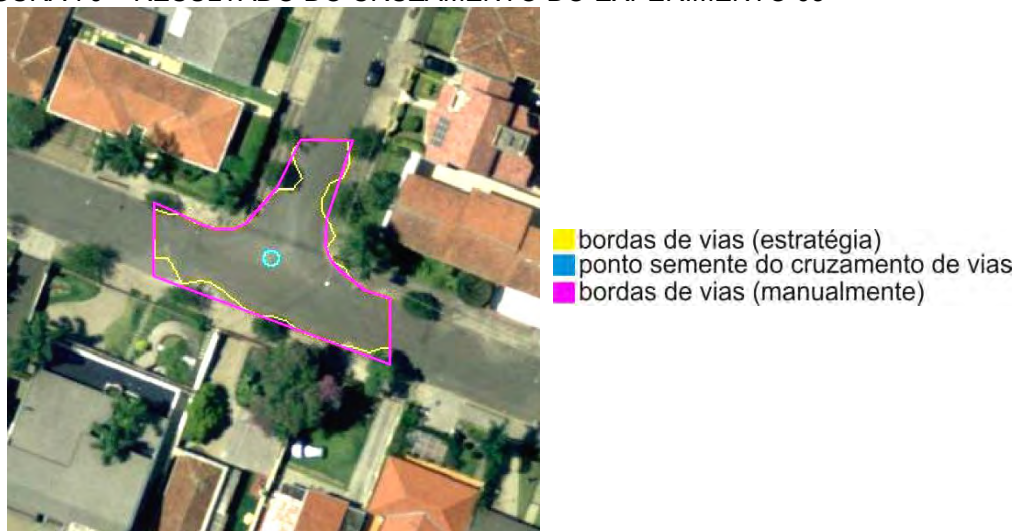 bordas de vias (estratégia)
ponto semente do cruzamento de vias
bordas de vias (manualmente)